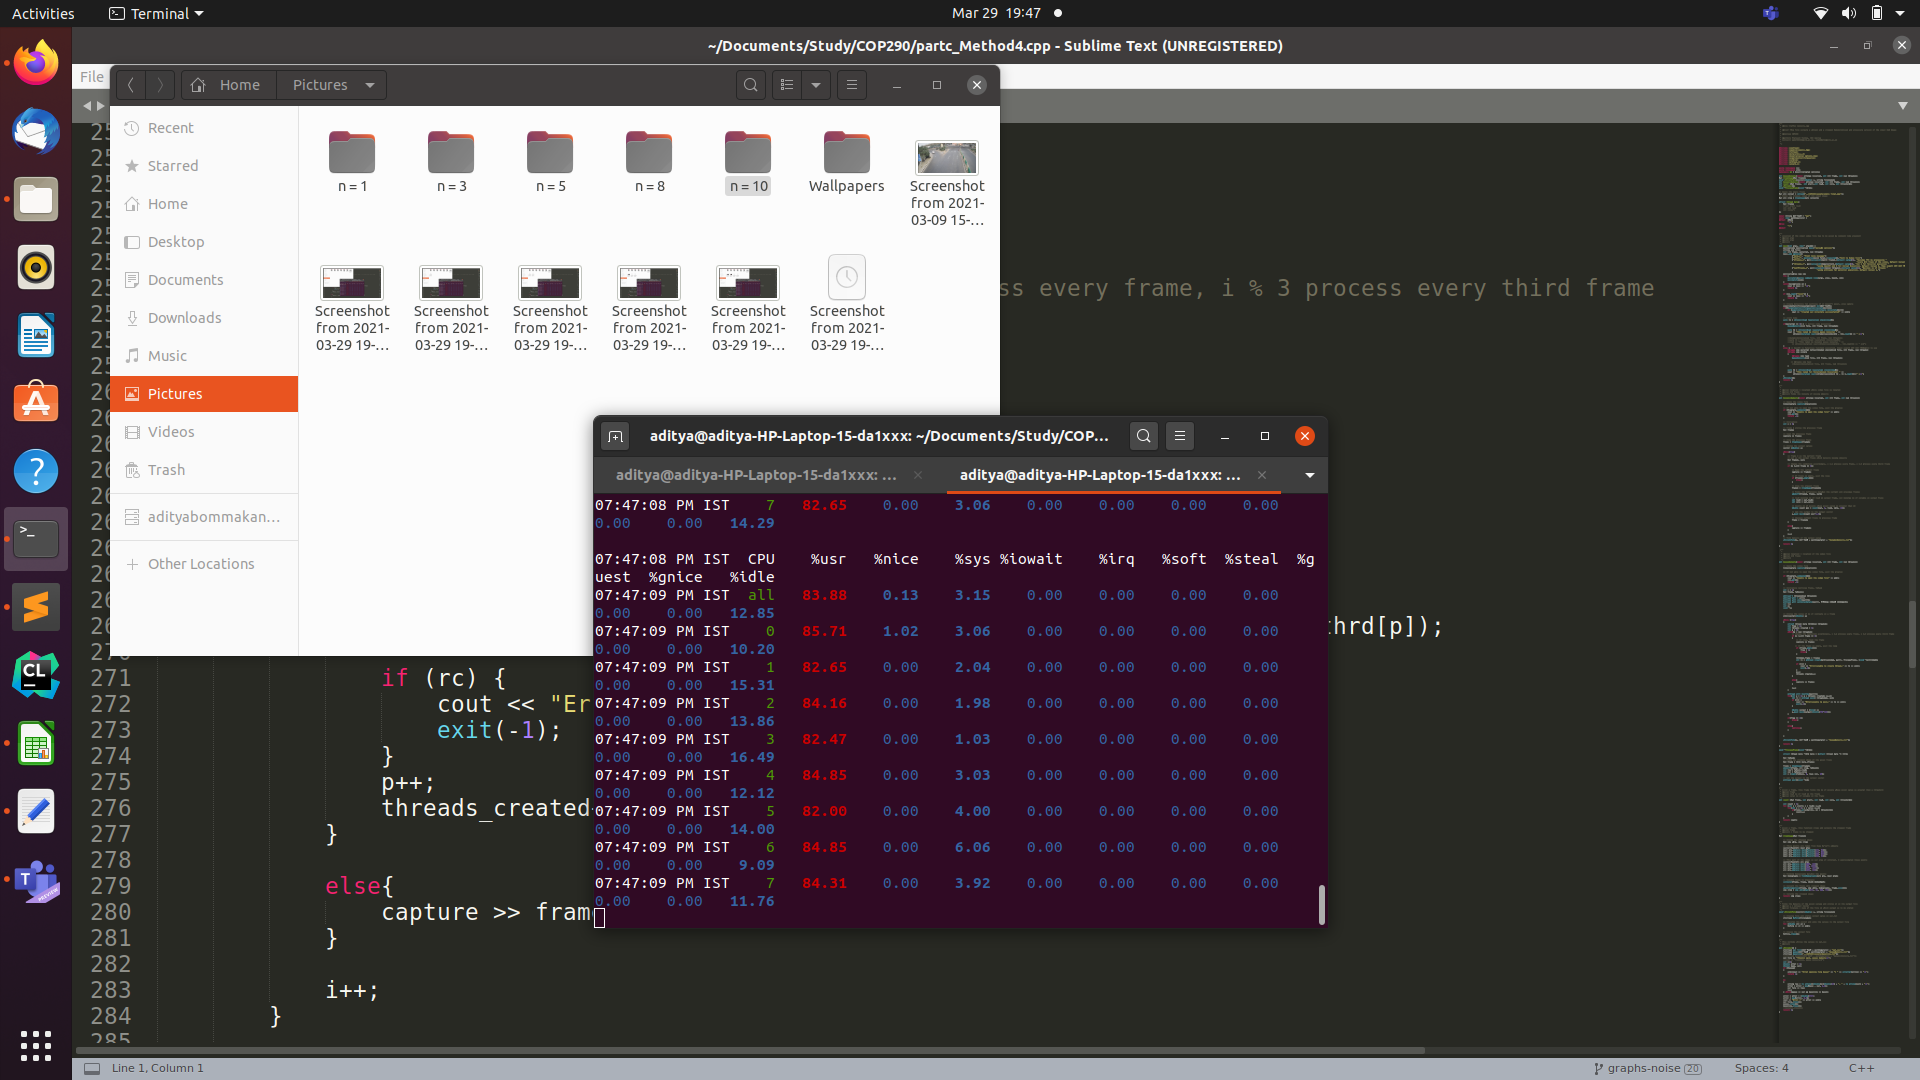 Activities
Terminal
Mar 29 19:47
~/Documents/Study/COP290/partc_Method4.cpp - Sublime Text (UNREGISTERED)
File
Home
Pictures
Recent
Starred
Home
Desktop
Documents
Downloads
Music
Pictures
Videos
Trash
adityabommakan...
Other Locations
n = 1
n = 3
n = 5
n = 8
n = 10
Wallpapers
Screenshot
from 2021-
03-09 15-...
Screenshot
from 2021-
03-29 19-...
Screenshot
from 2021-
03-29 19-...
Screenshot
from 2021-
03-29 19-...
Screenshot
from 2021-
03-29 19-...
Screenshot
from 2021-
03-29 19-...
Screenshot
from 2021-
03-29 19-...
ss every frame, i % 3 process every third frame
thrd[p]);
aditya@aditya-HP-Laptop-15-da1xxx: ~/Documents/Study/COP...
aditya@aditya-HP-Laptop-15-da1xxx: ...
aditya@aditya-HP-Laptop-15-da1xxx: ...
07:47:08 PM IST 7 82.65 0.00 3.06 0.00 0.00 0.00 0.00
0.00 0.00 14.29
07:47:08 PM IST CPU %usr %nice %sys %iowait %irq %soft %steal %g
uest %gnice %idle
07:47:09 PM IST all 83.88 0.13 3.15 0.00 0.00 0.00 0.00
0.00 0.00 12.85
07:47:09 PM IST 0 85.71 1.02 3.06 0.00 0.00 0.00 0.00
0.00 0.00 10.20
07:47:09 PM IST 1 82.65 0.00 2.04 0.00 0.00 0.00 0.00
0.00 0.00 15.31
07:47:09 PM IST 2 84.16 0.00 1.98 0.00 0.00 0.00 0.00
0.00 0.00 13.86
07:47:09 PM IST 3 82.47 0.00 1.03 0.00 0.00 0.00 0.00
0.00 0.00 16.49
07:47:09 PM IST 4 84.85 0.00 3.03 0.00 0.00 0.00 0.00
0.00 0.00 12.12
07:47:09 PM IST 5 82.00 0.00 4.00 0.00 0.00 0.00 0.00
0.00 0.00 14.00
07:47:09 PM IST 6 84.85 0.00 6.06 0.00 0.00 0.00 0.00
0.00 0.00 9.09
07:47:09 PM IST 7 84.31 0.00 3.92 0.00 0.00 0.00 0.00
0.00 0.00 11.76
271 if (rc) {
272 cout << "Er
273 exit(-1);
274 }
275 p++;
276 threads_created
277 }
278
279 else{
280 capture >> fram
281 }
282
283 i++;
284 }
285
Line 1, Column 1
graphs-noise 20
Spaces: 4
C++